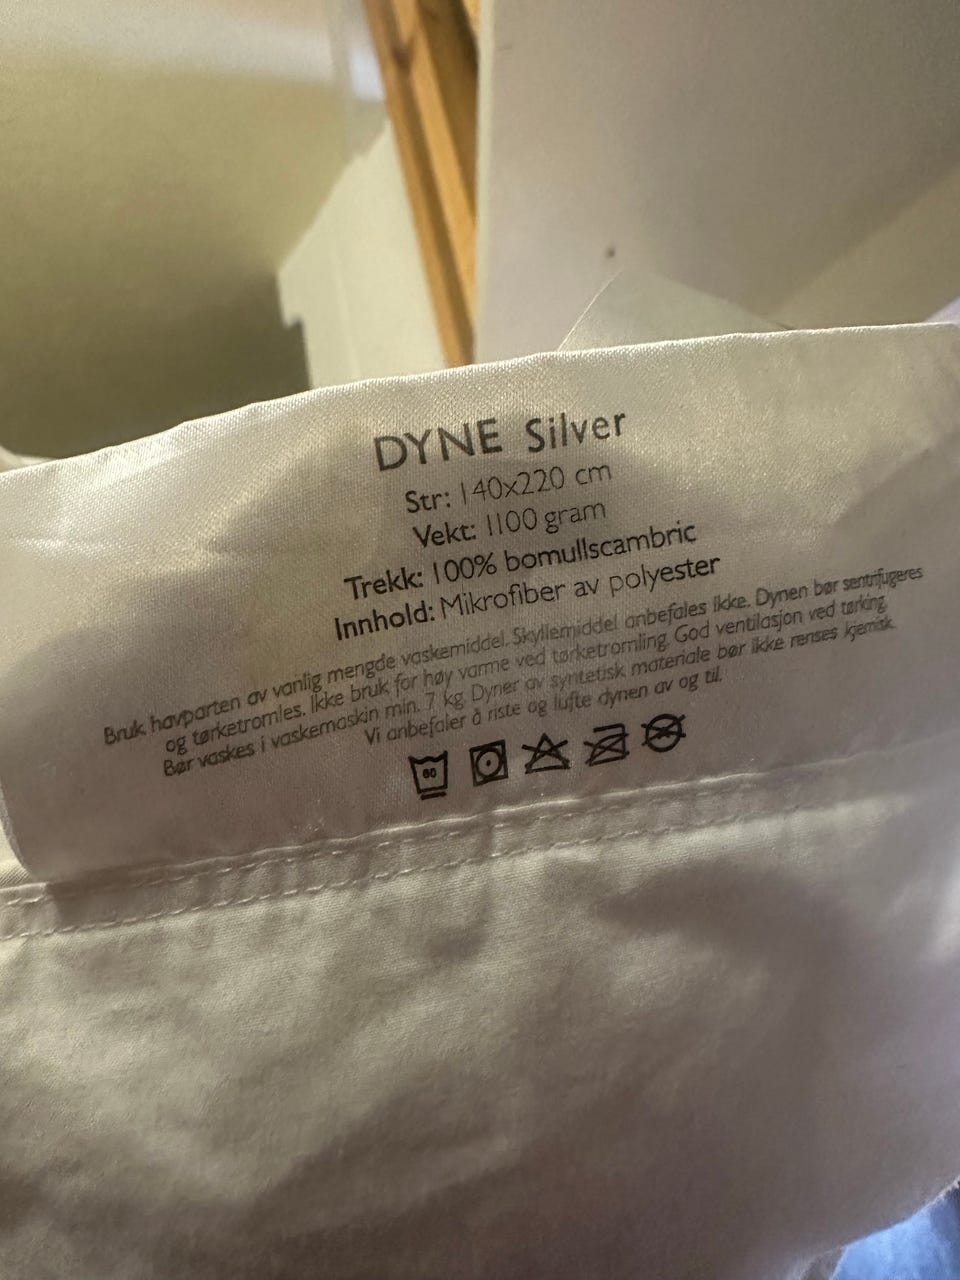 DYNE Silver
Str: 140x220 cm
Vekt: 1100 gram
Trekk: 100% bomullscambric
Innhold: Mikrofiber av polyester
Bruk havparten av vanlig mengde vaskemiddel. Skyllemiddel anbefales ikke. Dynen bør sentrifugeres
og tørketromles. Ikke bruk for høy varme ved tørketromling. God ventilasjon ved tørking.
Bør vaskes i vaskemaskin min. 7 kg. Dyner av syntetisk materiale bør ikke renses kjemisk.
Vi anbefaler å riste og lufte dynen av og til.
60